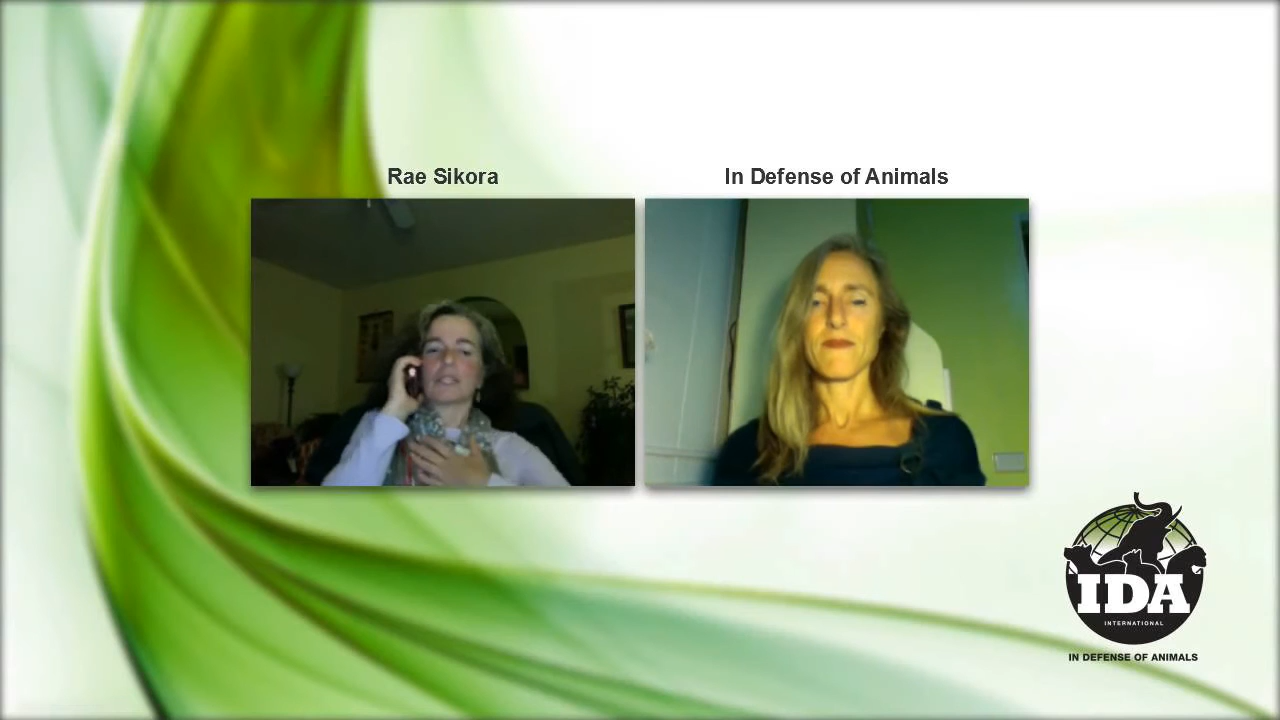 Rae Sikora
In Defense of Animals
IDA
INTERNATIONAL
IN DEFENSE OF ANIMALS